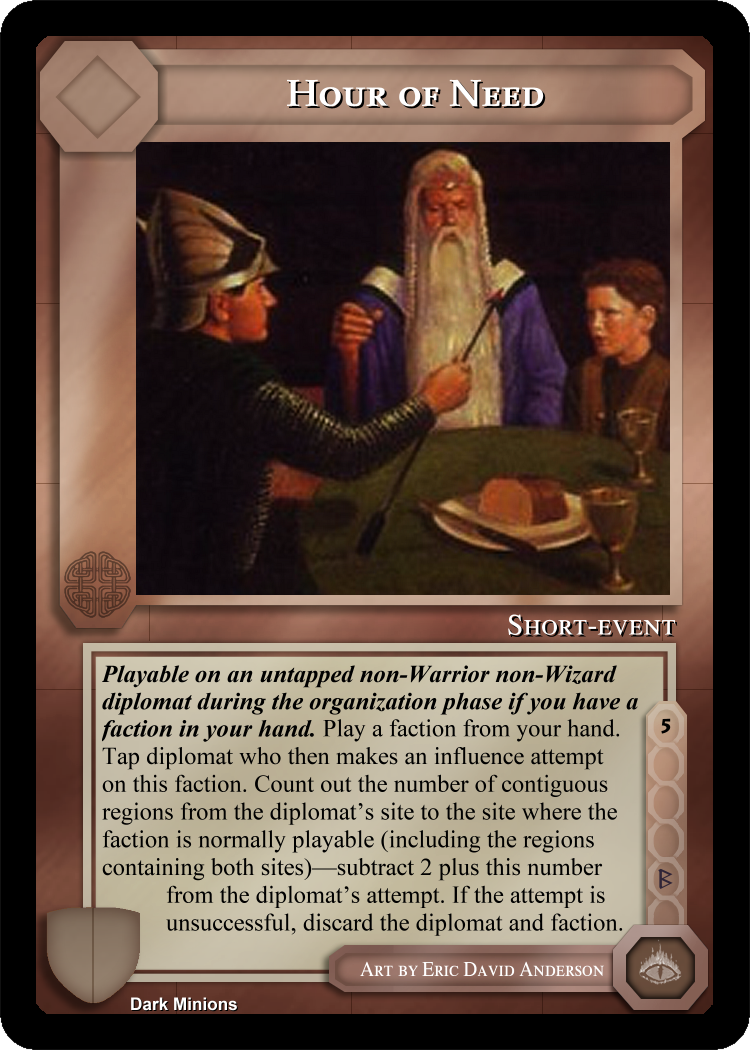 Hour of Need
Short-event
Playable on an untapped non-Warrior non-Wizard
diplomat during the organization phase if you have a
faction in your hand. Play a faction from your hand.
Tap diplomat who then makes an influence attempt
on this faction. Count out the number of contiguous
regions from the diplomat's site to the site where the
faction is normally playable (including the regions
containing both sites)—subtract 2 plus this number
from the diplomat's attempt. If the attempt is
unsuccessful, discard the diplomat and faction.
5
ᛒ
Art by Eric David Anderson
Dark Minions